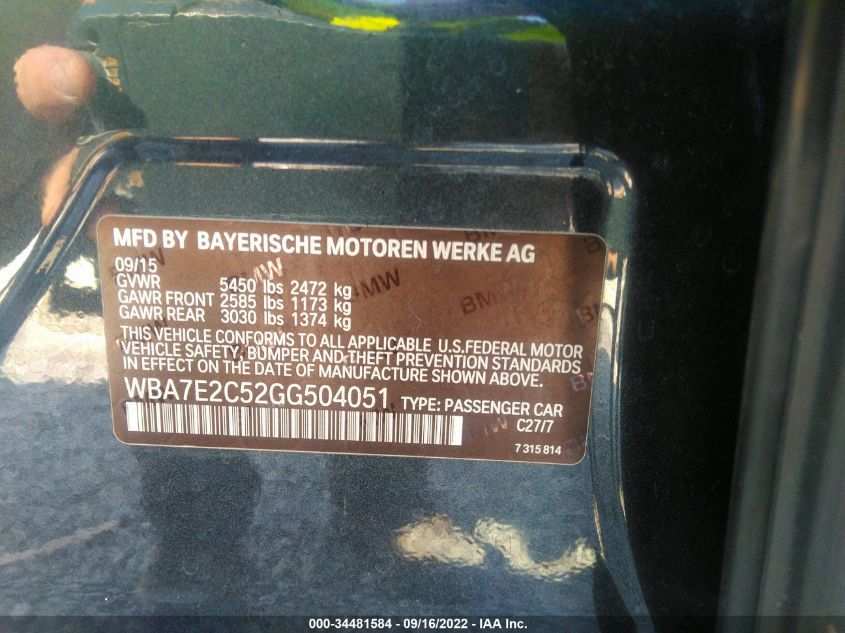 MFD BY BAYERISCHE MOTOREN WERKE AG
09/15
GVWR 5450 lbs 2472 kg
GAWR FRONT 2585 lbs 1173 kg
GAWR REAR 3030 lbs 1374 kg
THIS VEHICLE CONFORMS TO ALL APPLICABLE U.S.FEDERAL MOTOR
VEHICLE SAFETY, BUMPER AND THEFT PREVENTION STANDARDS
IN EFFECT ON THE DATE OF MANUFACTURE SHOWN ABOVE.
WBA7E2C52GG504051 TYPE: PASSENGER CAR
C27/7
7 315 814
000-34481584 - 09/16/2022 - IAA Inc.